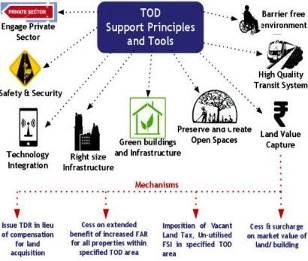 PRIVATE SECTOR
Engage Private
Sector
TOD
Support Principles
and Tools
Barrier free
environment
Safety & Security
High Quality
Transit System
Technology
Integration
Right size
Infrastructure
Green buildings
and Infrastructure
Preserve and Create
Open Spaces
Land Value
Capture
Mechanisms
Issue TDR in lieu
of compensation
for land
acquisition
Cess on extended
benefit of increased FAR
for all properties within
specified TOD area
Imposition of Vacant
Land Tax, Un-utilised
FSI in specified TOD
area
Cess & surcharge
on market value of
land/ building